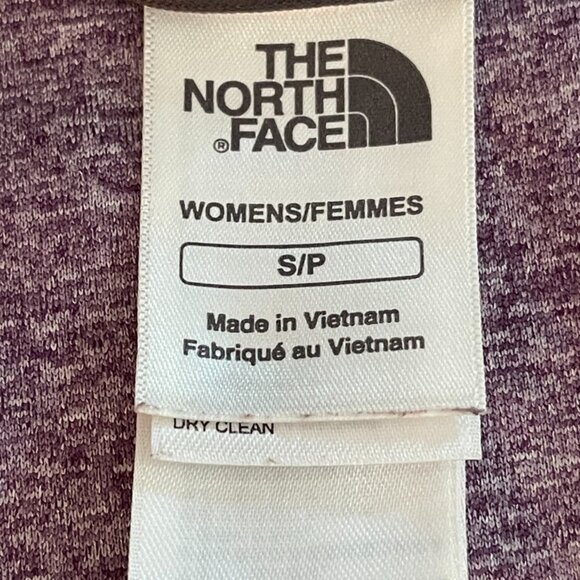 THE
NORTH
®FACE
WOMENS/FEMMES
S/P
Made in Vietnam
Fabriqué au Vietnam
DRY CLEAN